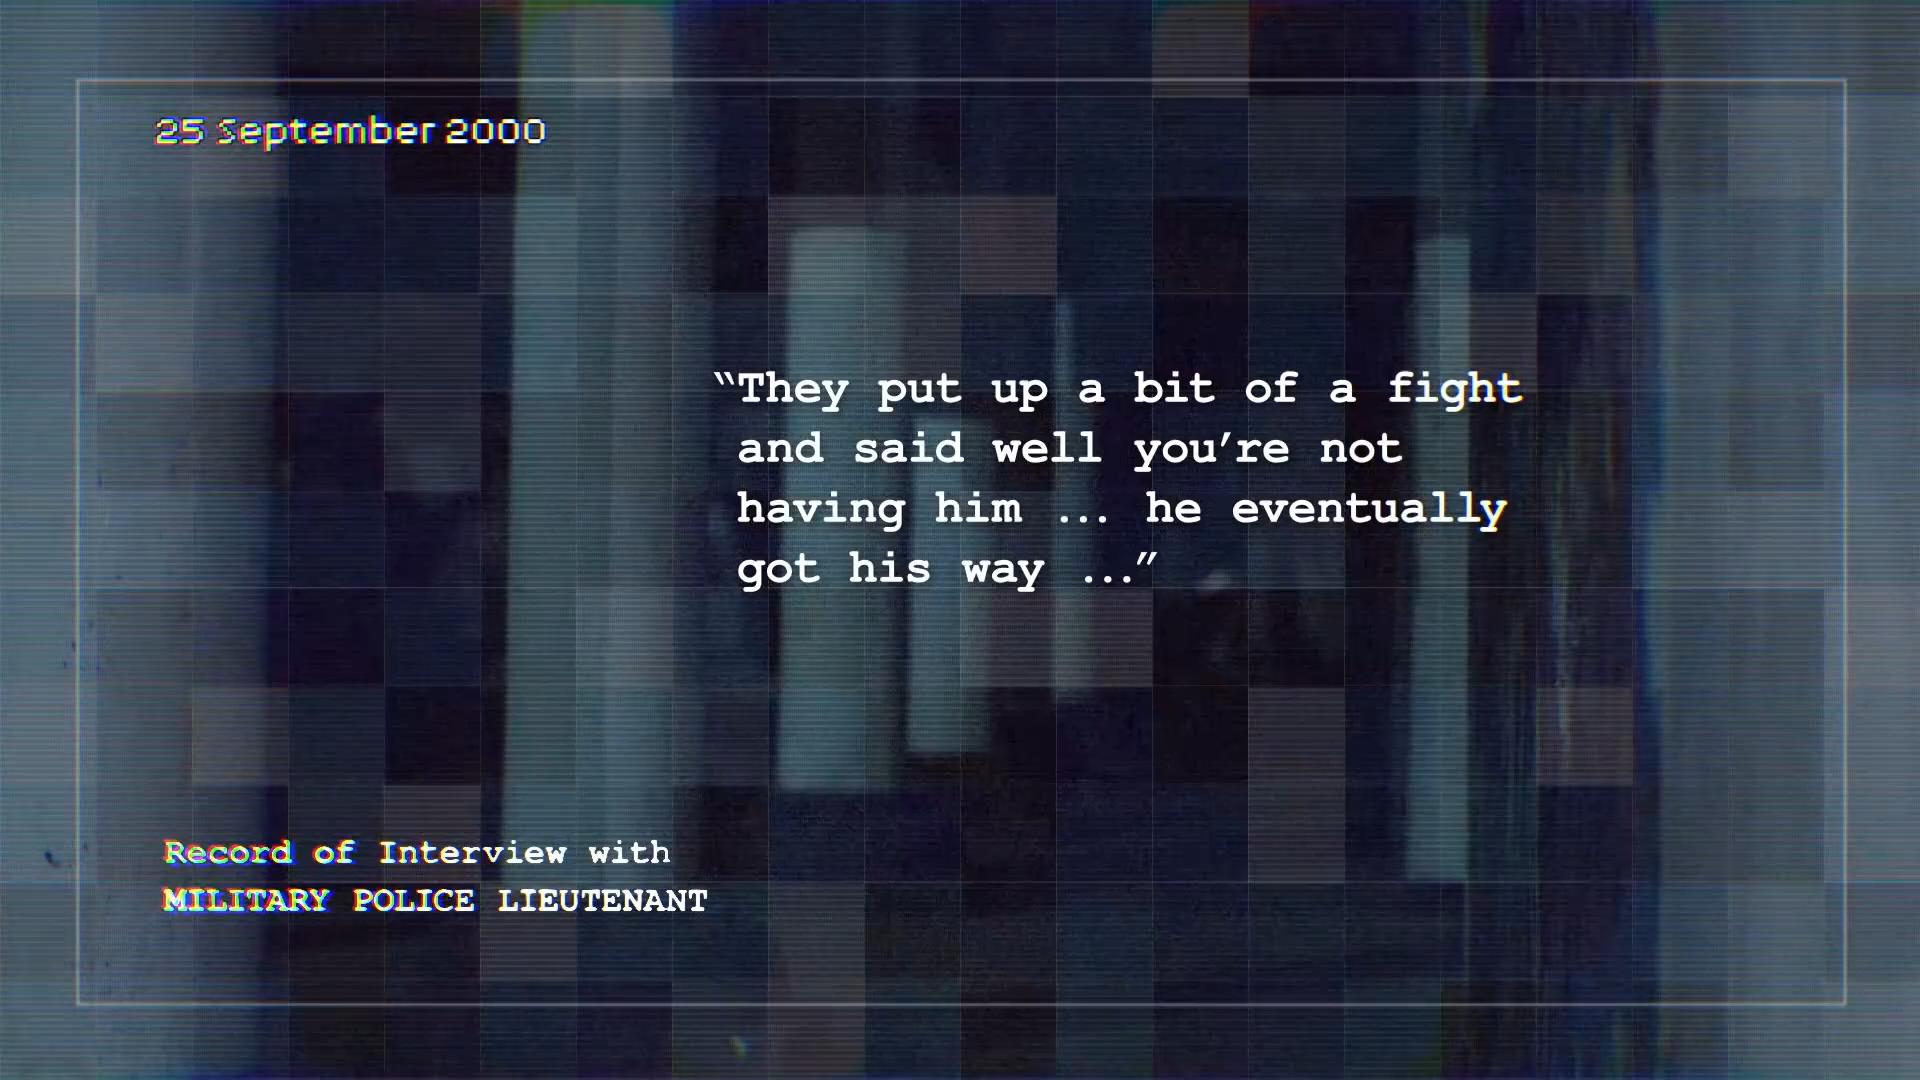 25 September 2000
“They put up a bit of a fight
and said well you’re not
having him ... he eventually
got his way ...”
Record of Interview with
MILITARY POLICE LIEUTENANT